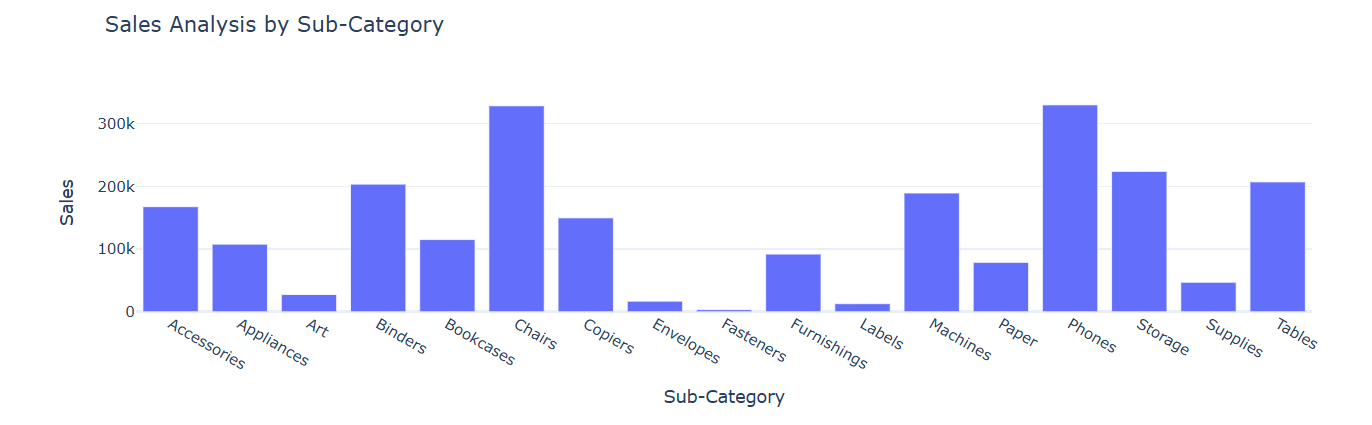 Sales Analysis by Sub-Category
Sales
300k
200k
100k
0
Accessories
Appliances
Art
Binders
Bookcases
Chairs
Copiers
Envelopes
Fasteners
Furnishings
Labels
Machines
Paper
Phones
Storage
Supplies
Tables
Sub-Category